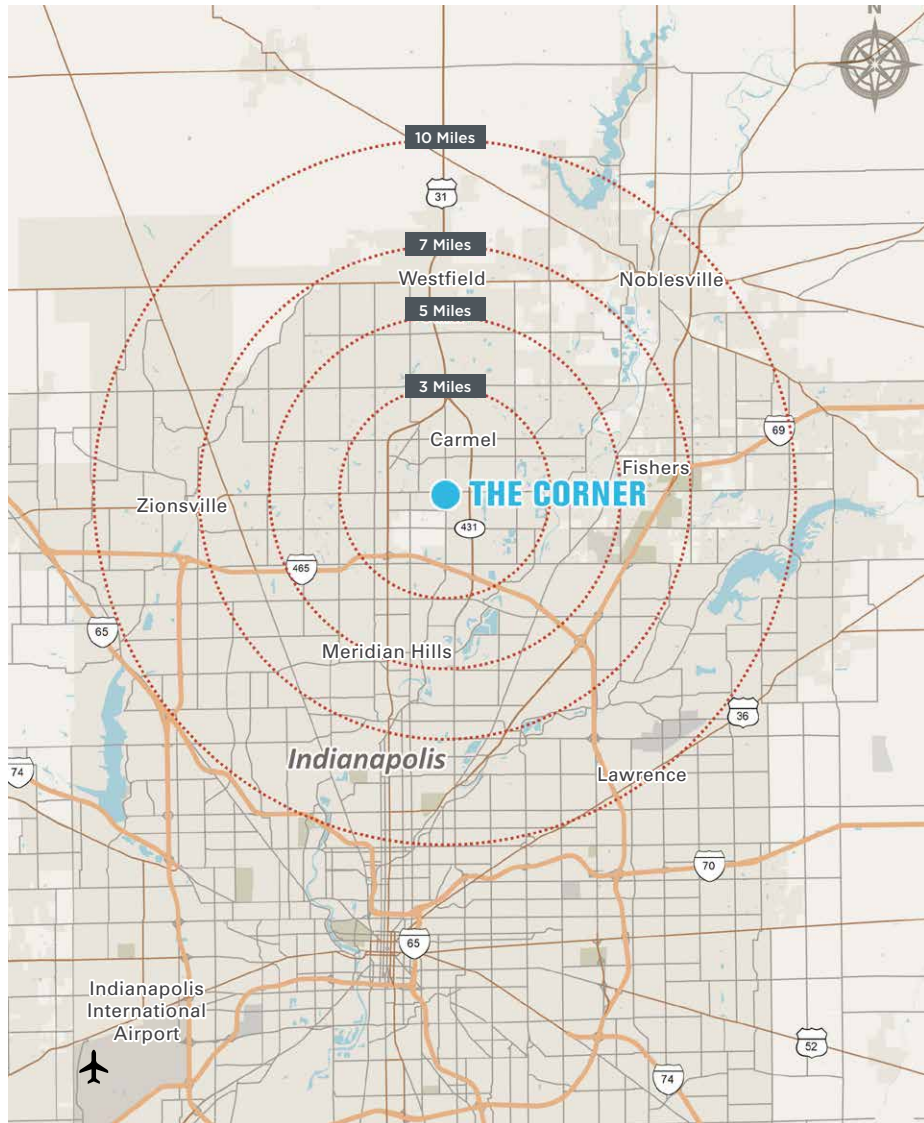 N
10 Miles
31
7 Miles
Westfield
Noblesville
5 Miles
3 Miles
69
Carmel
Fishers
THE CORNER
Zionsville
431
465
65
Meridian Hills
36
Indianapolis
74
Lawrence
70
65
Indianapolis
International
Airport
52
74